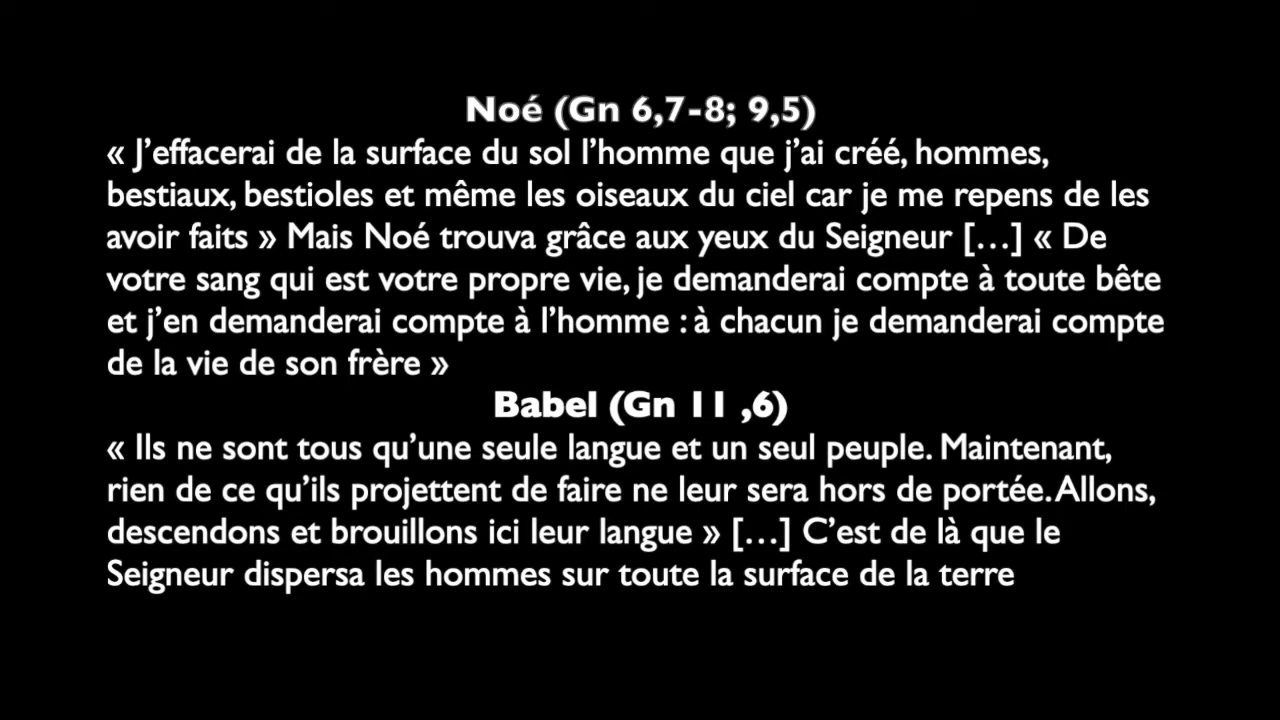 Noé (Gn 6,7-8; 9,5)
« J’effacerai de la surface du sol l’homme que j’ai créé, hommes,
bestiaux, bestioles et même les oiseaux du ciel car je me repens de les
avoir faits » Mais Noé trouva grâce aux yeux du Seigneur […] « De
votre sang qui est votre propre vie, je demanderai compte à toute bête
et j’en demanderai compte à l’homme : à chacun je demanderai compte
de la vie de son frère »
Babel (Gn 11 ,6)
« Ils ne sont tous qu’une seule langue et un seul peuple. Maintenant,
rien de ce qu’ils projettent de faire ne leur sera hors de portée. Allons,
descendons et brouillons ici leur langue » […] C’est de là que le
Seigneur dispersa les hommes sur toute la surface de la terre